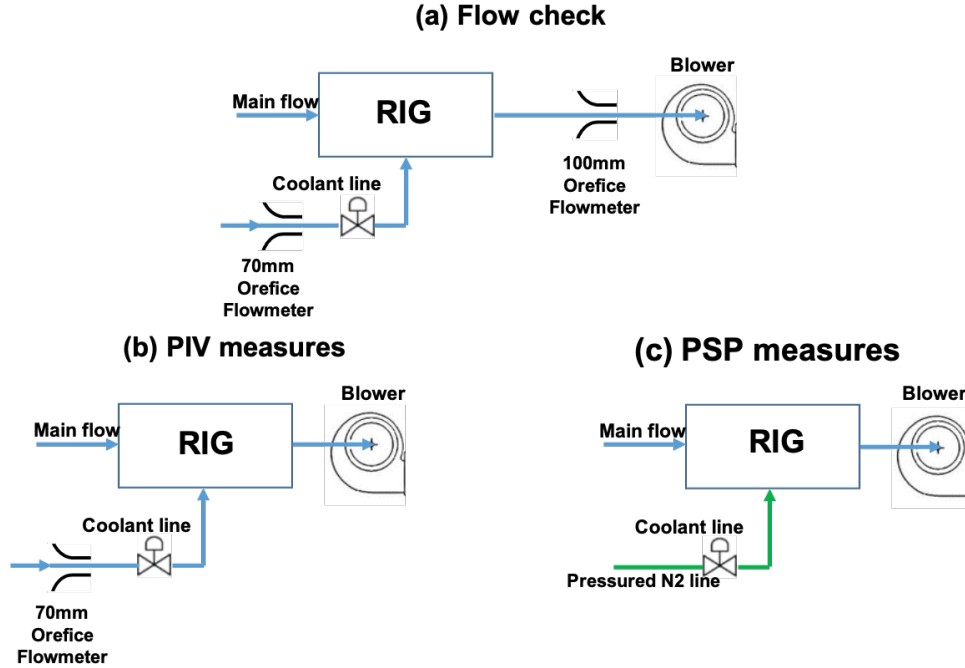 (a) Flow check
Blower
Main flow
RIG
100mm
Orefice
Flowmeter
Coolant line
70mm
Orefice
Flowmeter
(b) PIV measures
(c) PSP measures
Blower
Main flow
RIG
Coolant line
70mm
Orefice
Flowmeter
Blower
Main flow
RIG
Coolant line
Pressured N2 line